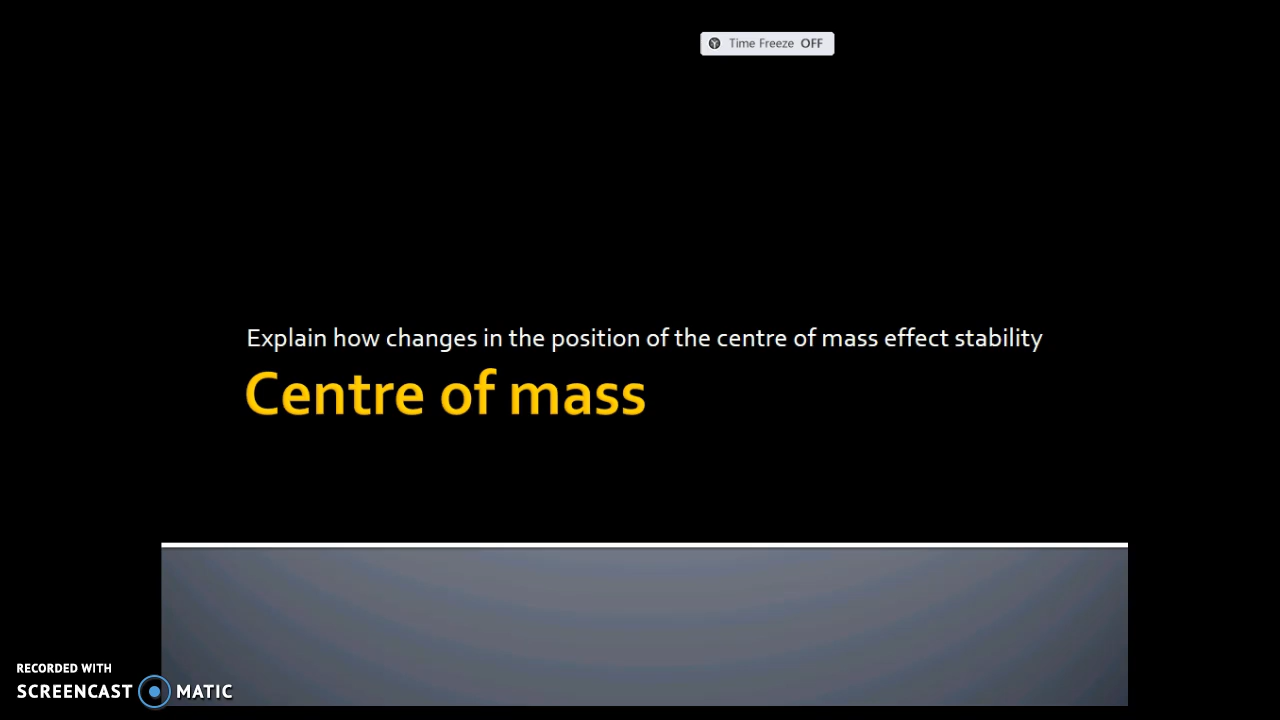 Time Freeze OFF
Explain how changes in the position of the centre of mass effect stability
Centre of mass
RECORDED WITH
SCREENCAST MATIC